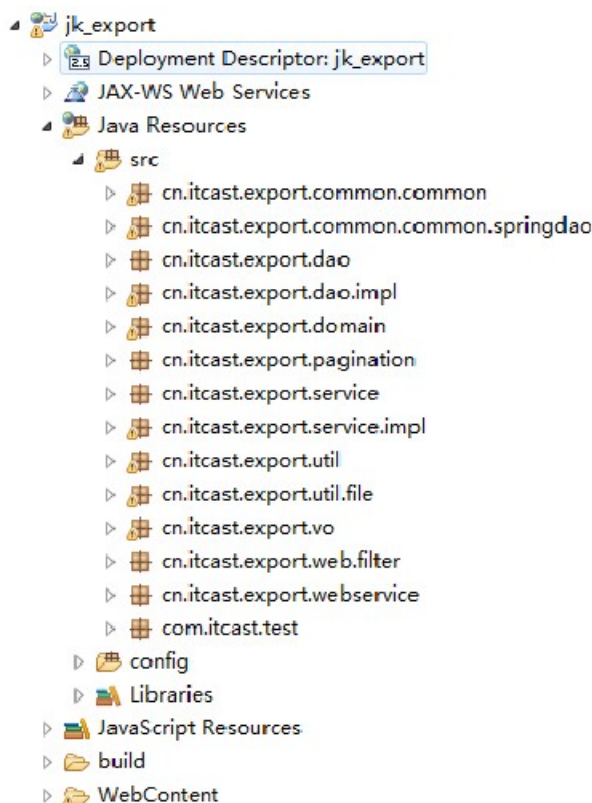 jk_export
2.5 Deployment Descriptor: jk_export
JAX-WS Web Services
Java Resources
src
cn.itcast.export.common.common
cn.itcast.export.common.common.springdao
cn.itcast.export.dao
cn.itcast.export.dao.impl
cn.itcast.export.domain
cn.itcast.export.pagination
cn.itcast.export.service
cn.itcast.export.service.impl
cn.itcast.export.util
cn.itcast.export.util.file
cn.itcast.export.vo
cn.itcast.export.web.filter
cn.itcast.export.webservice
com.itcast.test
config
Libraries
JavaScript Resources
build
WebContent